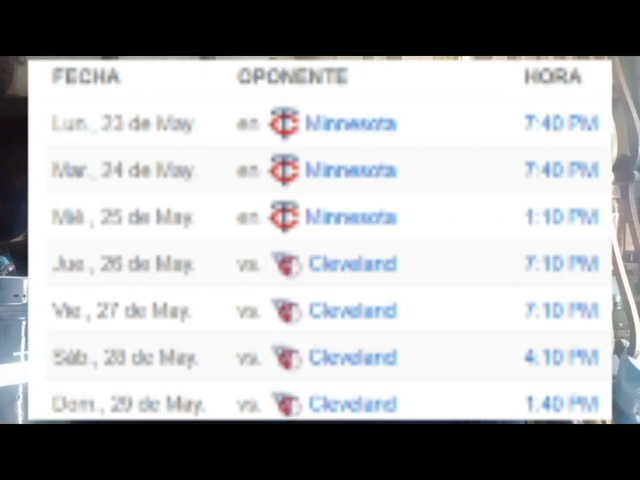 FECHA OPONENTE HORA
Lun., 23 de May. en Minnesota 7:40 PM
Mar., 24 de May. en Minnesota 7:40 PM
Mié., 25 de May. en Minnesota 1:10 PM
Jue., 26 de May. vs. Cleveland 7:10 PM
Vie., 27 de May. vs. Cleveland 7:10 PM
Sáb., 28 de May. vs. Cleveland 4:10 PM
Dom., 29 de May. vs. Cleveland 1:40 PM